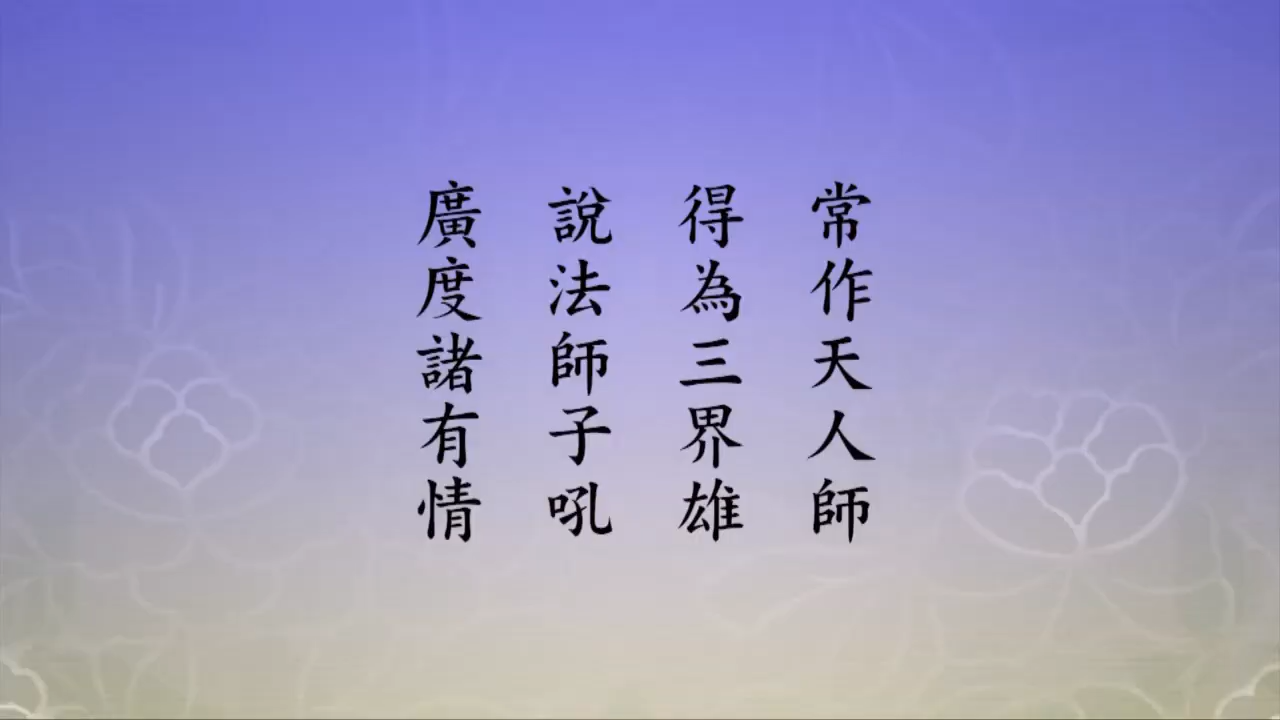 常作天人師
得為三界雄
說法師子吼
廣度諸有情